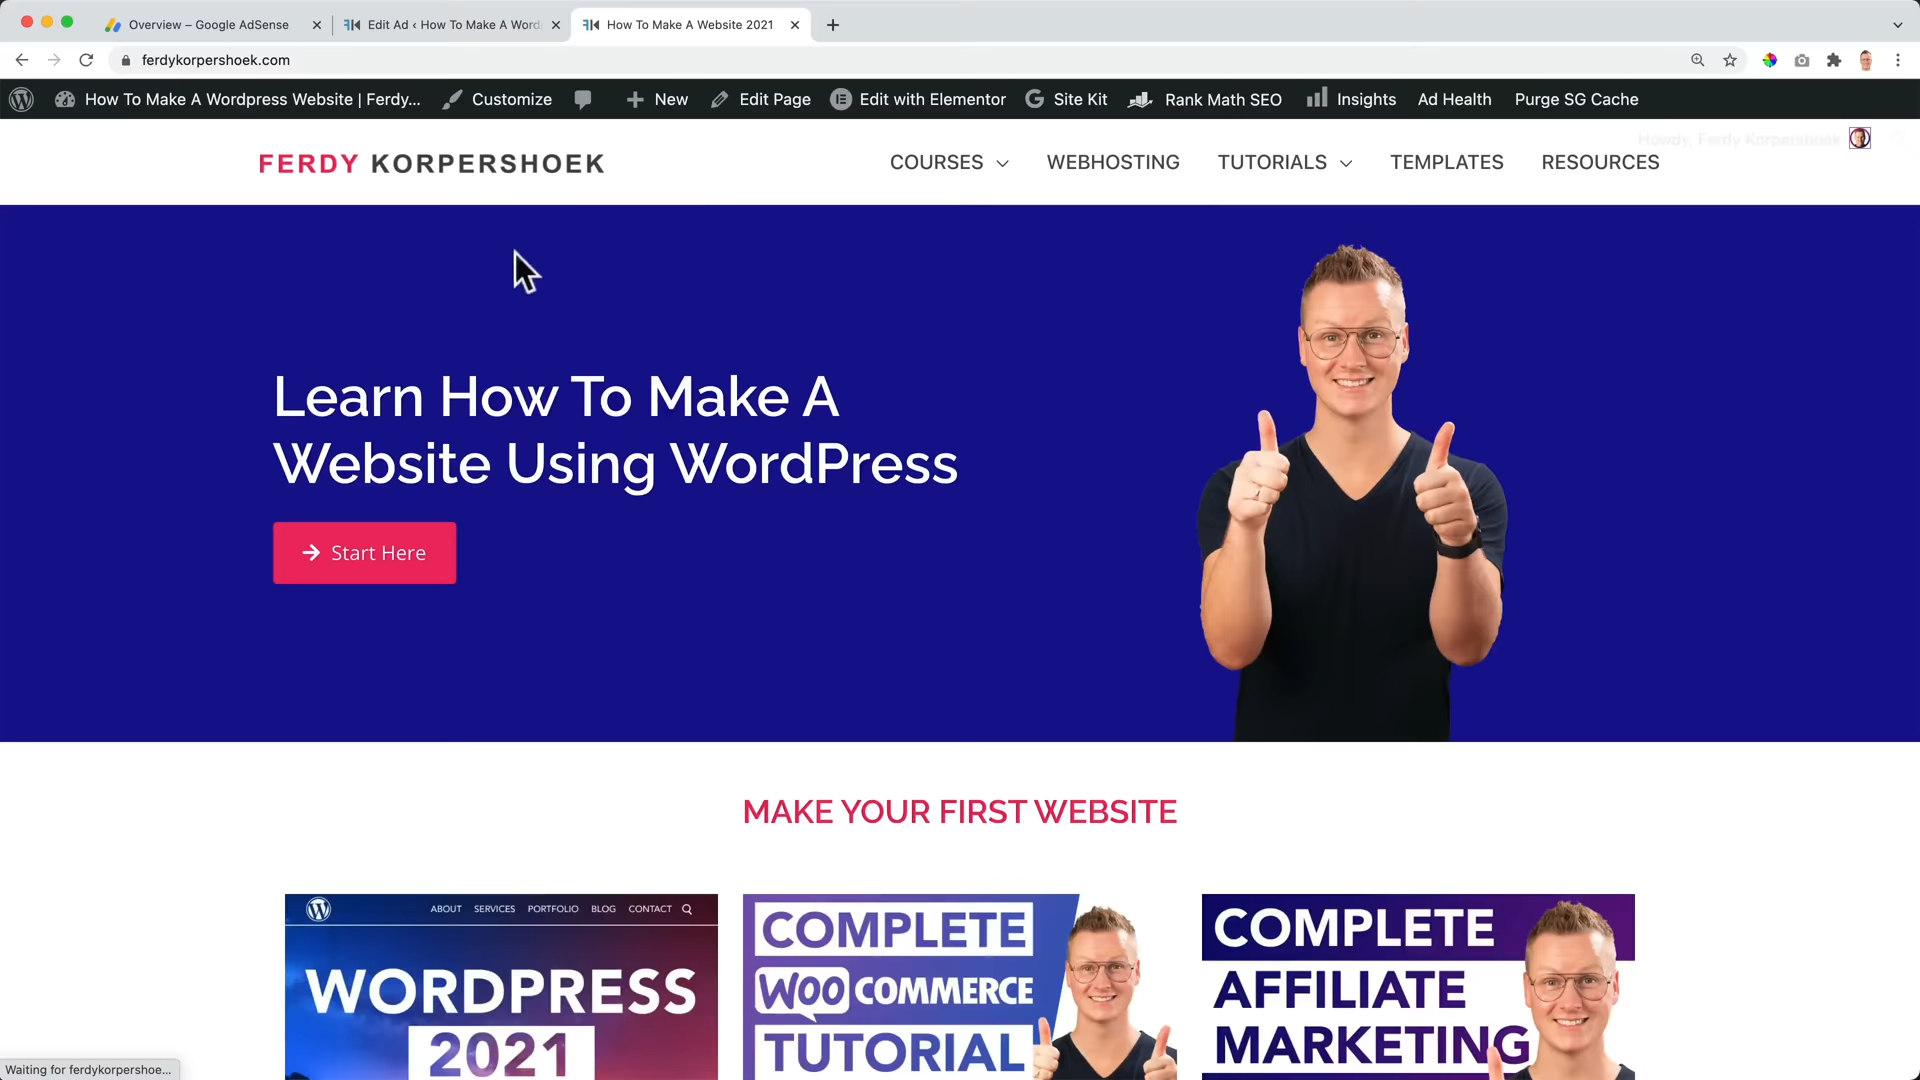 Overview – Google AdSense
Edit Ad ‹ How To Make A Word
How To Make A Website 2021
ferdykorpershoek.com
How To Make A Wordpress Website | Ferdy...
Customize
New
Edit Page
Edit with Elementor
Site Kit
Rank Math SEO
Insights
Ad Health
Purge SG Cache
Howdy, Ferdy Korpershoek
FERDY KORPERSHOEK
COURSES
WEBHOSTING
TUTORIALS
TEMPLATES
RESOURCES
Learn How To Make A
Website Using WordPress
Start Here
MAKE YOUR FIRST WEBSITE
ABOUT SERVICES PORTFOLIO BLOG CONTACT
WORDPRESS
2021
COMPLETE
WOO COMMERCE
TUTORIAL
COMPLETE
AFFILIATE
MARKETING
Waiting for ferdykorpershoe...